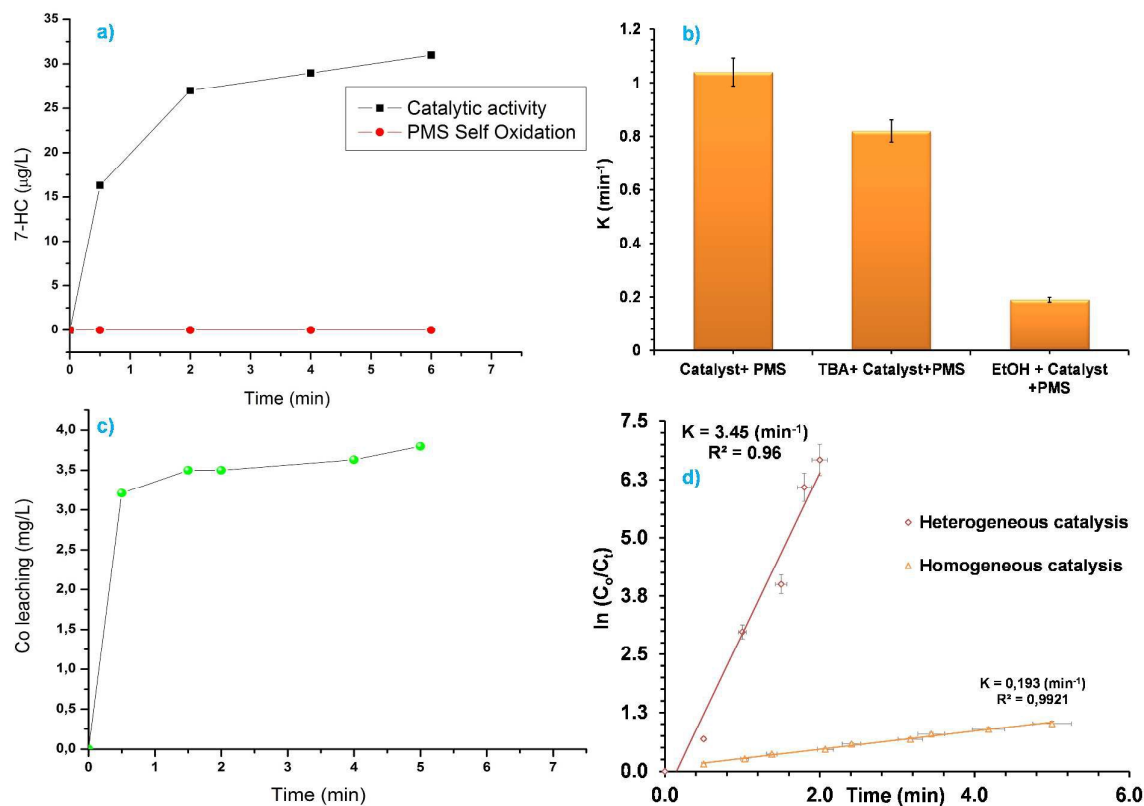 a)
35
30
25
20
15
10
5
0
7-HC (µg/L)
Catalytic activity
PMS Self Oxidation
0 1 2 3 4 5 6 7
Time (min)
b)
1
0.8
0.6
0.4
0.2
0
K (min⁻¹)
Catalyst+ PMS
TBA+ Catalyst+PMS
EtOH + Catalyst
+PMS
c)
4,0
3,5
3,0
2,5
2,0
1,5
1,0
0,5
0,0
Co leaching (mg/L)
0 1 2 3 4 5 6 7
Time (min)
K = 3.45 (min⁻¹)
R² = 0.96
d)
7.5
6.3
5.0
3.8
2.5
1.3
0.0
ln (Cₒ/Cₜ)
Heterogeneous catalysis
Homogeneous catalysis
K = 0,193 (min⁻¹)
R² = 0,9921
0.0 2.0 4.0 6.0
Time (min)